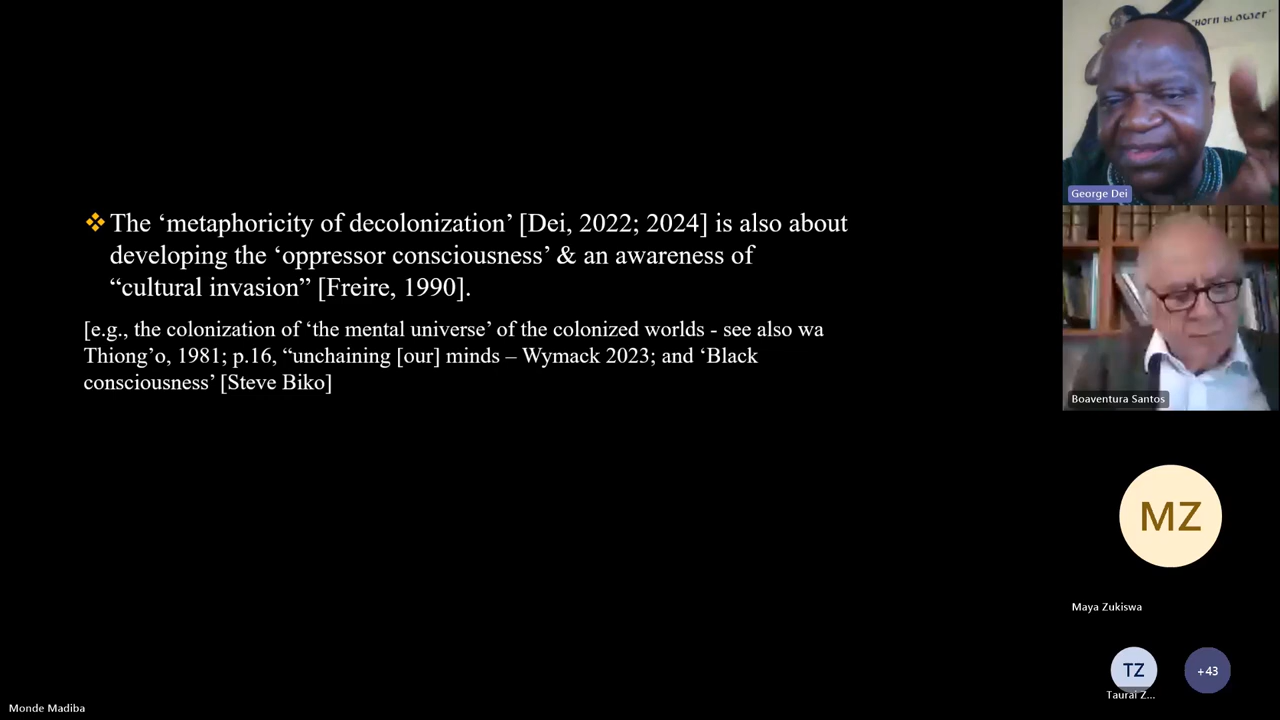 ❖ The ‘metaphoricity of decolonization’ [Dei, 2022; 2024] is also about
developing the ‘oppressor consciousness’ & an awareness of
“cultural invasion” [Freire, 1990].
[e.g., the colonization of ‘the mental universe’ of the colonized worlds - see also wa
Thiong’o, 1981; p.16, “unchaining [our] minds – Wymack 2023; and ‘Black
consciousness’ [Steve Biko]
"HORN BLOWER"
George Dei
Boaventura Santos
MZ
Maya Zukiswa
TZ
+43
Taurai Z...
Monde Madiba